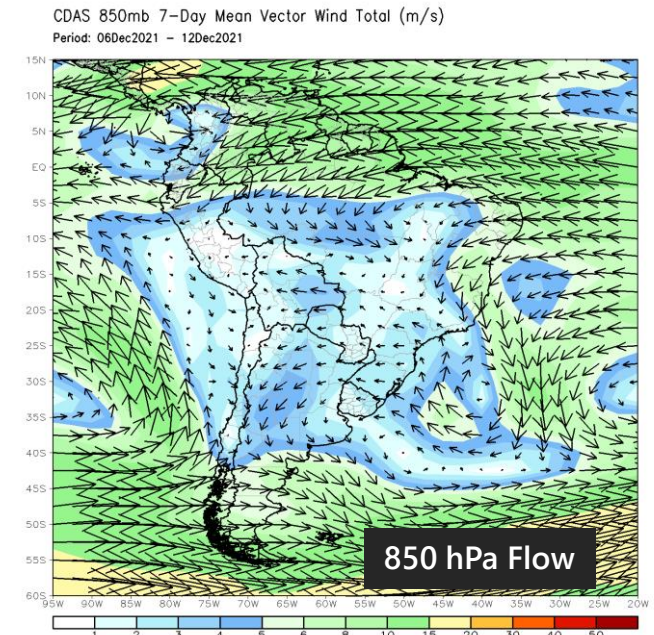 CDAS 850mb 7-Day Mean Vector Wind Total (m/s)
Period: 06Dec2021 - 12Dec2021
15N
10N
5N
EQ
5S
10S
15S
20S
25S
30S
35S
40S
45S
50S
55S
60S
850 hPa Flow
95W 90W 85W 80W 75W 70W 65W 60W 55W 50W 45W 40W 35W 30W 25W 20W
1 2 3 4 5 6 8 10 15 20 30 40 50